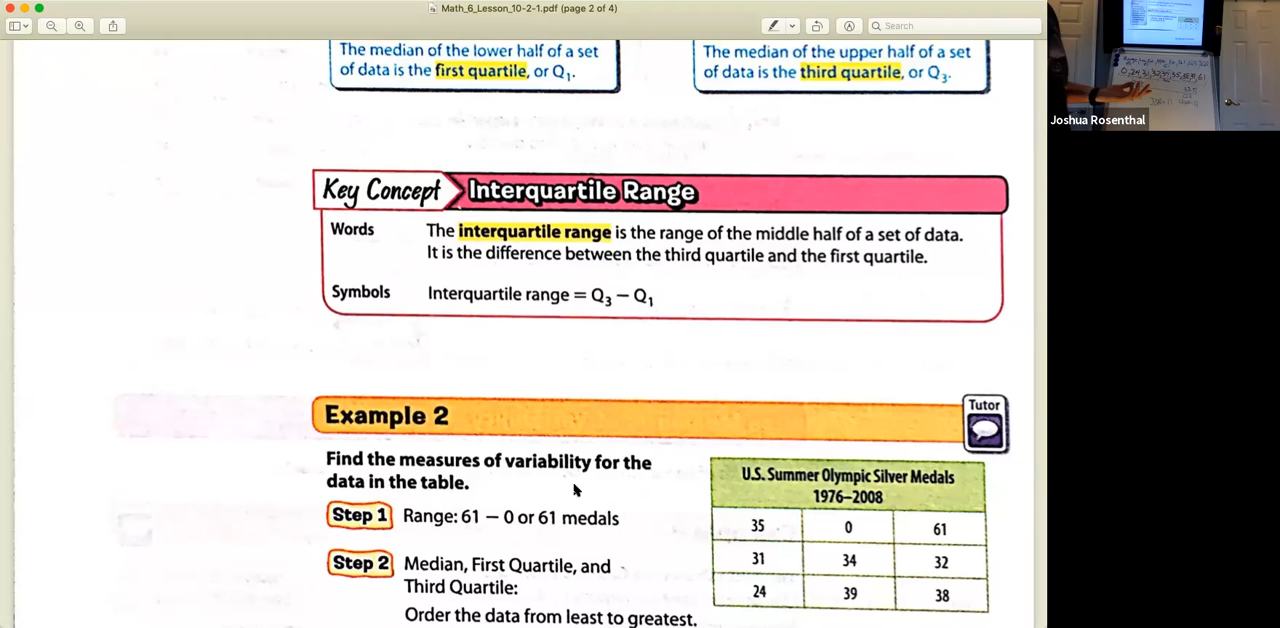 Math_6_Lesson_10-2-1.pdf (page 2 of 4)
Search
The median of the lower half of a set
of data is the first quartile, or Q₁.
The median of the upper half of a set
of data is the third quartile, or Q₃.
Joshua Rosenthal
Key Concept Interquartile Range
Words The interquartile range is the range of the middle half of a set of data.
It is the difference between the third quartile and the first quartile.
Symbols Interquartile range = Q₃ − Q₁
Example 2
Tutor
Find the measures of variability for the
data in the table.
Step 1 Range: 61 − 0 or 61 medals
Step 2 Median, First Quartile, and
Third Quartile:
Order the data from least to greatest.
U.S. Summer Olympic Silver Medals
1976–2008
35 0 61
31 34 32
24 39 38